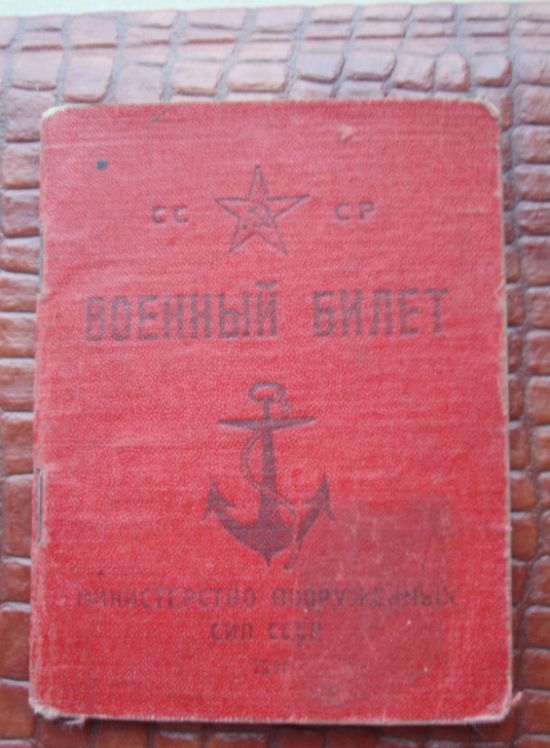 СС СР
ВОЕННЫЙ БИЛЕТ
МИНИСТЕРСТВО ВООРУЖЕННЫХ
СИЛ СССР